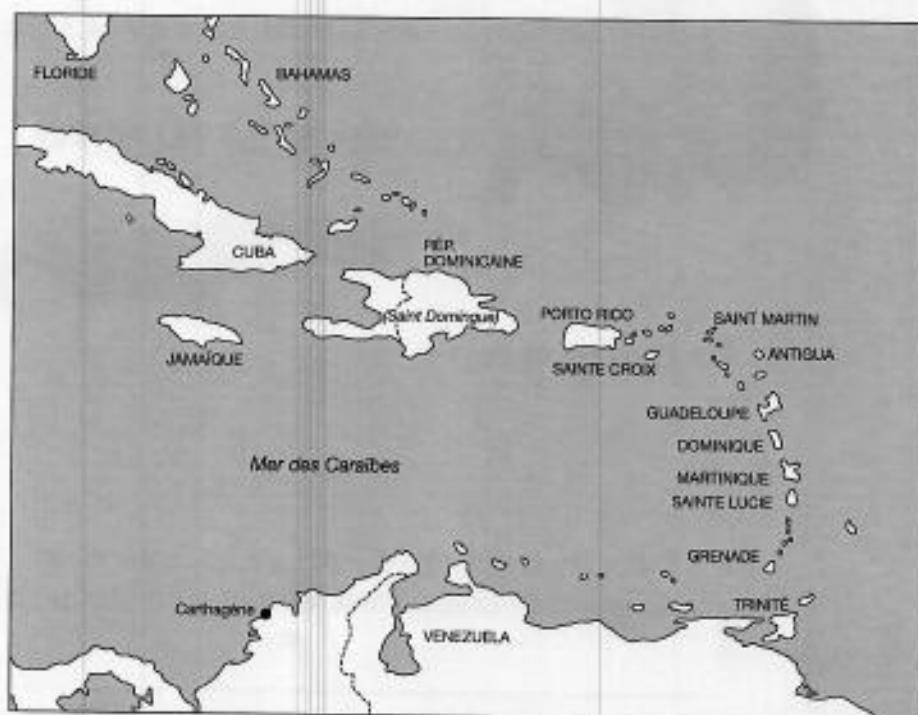 FLORIDE
BAHAMAS
CUBA
RÉP.
DOMINICAINE
(Saint Domingue)
JAMAÏQUE
PORTO RICO
SAINTE CROIX
SAINT MARTIN
ANTIGUA
GUADELOUPE
DOMINIQUE
Mer des Caraïbes
MARTINIQUE
SAINTE LUCIE
GRENADE
Carthagène
TRINITÉ
VENEZUELA